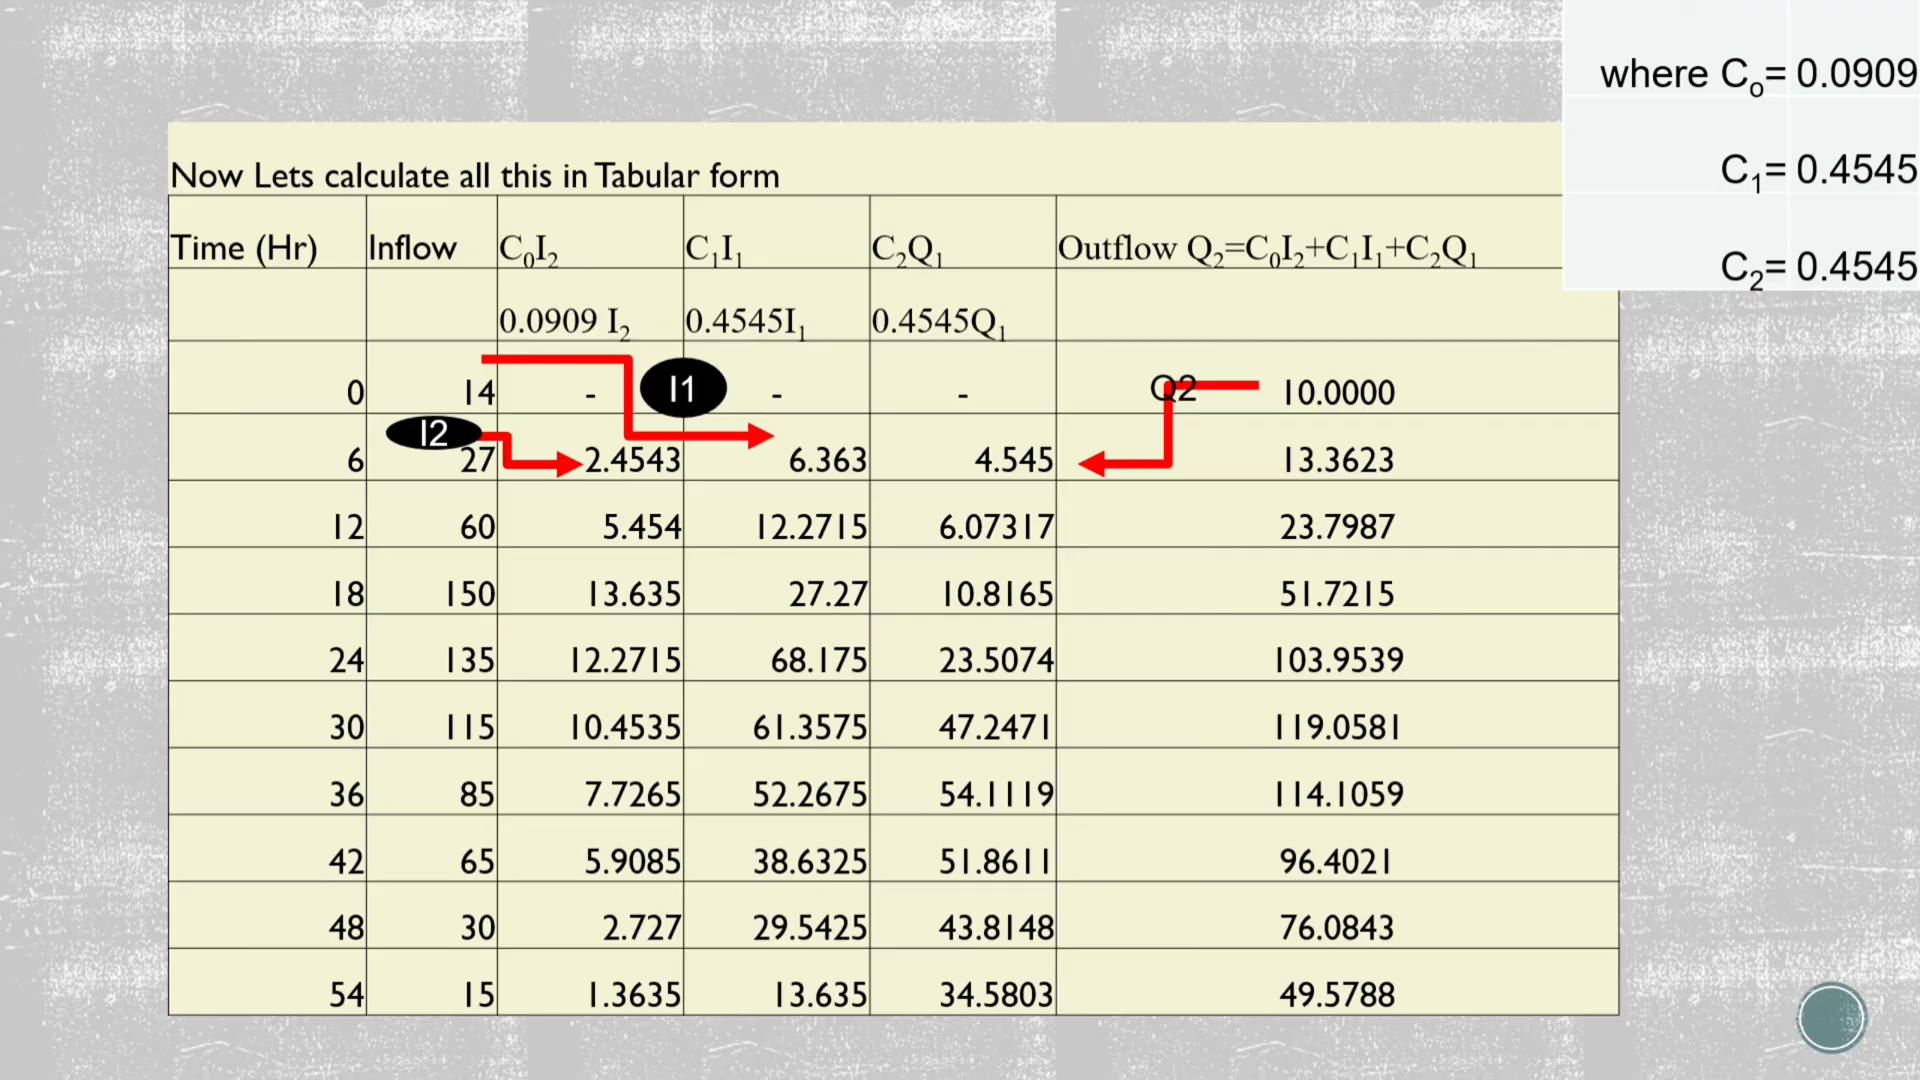 where Co= 0.0909
C1= 0.4545
C2= 0.4545
Now Lets calculate all this in Tabular form
Time (Hr) Inflow C0I2 C1I1 C2Q1 Outflow Q2=C0I2+C1I1+C2Q1
0.0909 I2 0.4545I1 0.4545Q1
0 14 - I1 - - Q2 10.0000
I2
6 27 2.4543 6.363 4.545 13.3623
12 60 5.454 12.2715 6.07317 23.7987
18 150 13.635 27.27 10.8165 51.7215
24 135 12.2715 68.175 23.5074 103.9539
30 115 10.4535 61.3575 47.2471 119.0581
36 85 7.7265 52.2675 54.1119 114.1059
42 65 5.9085 38.6325 51.8611 96.4021
48 30 2.727 29.5425 43.8148 76.0843
54 15 1.3635 13.635 34.5803 49.5788